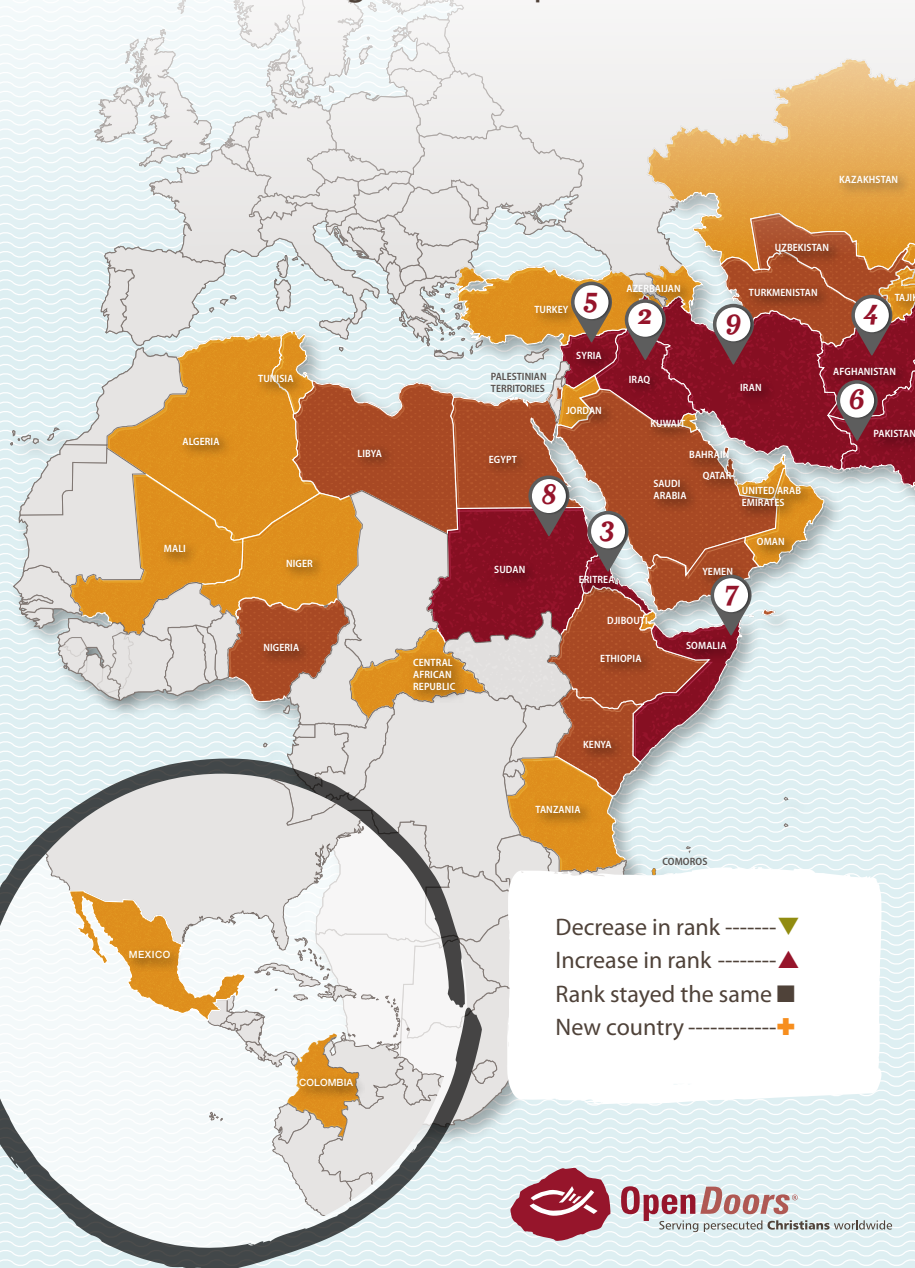 KAZAKHSTAN
UZBEKISTAN
TURKMENISTAN
AZERBAIJAN
TURKEY
5
2
9
4
SYRIA
IRAQ
IRAN
AFGHANISTAN
6
PAKISTAN
PALESTINIAN
TERRITORIES
JORDAN
KUWAIT
TUNISIA
ALGERIA
LIBYA
EGYPT
BAHRAIN
QATAR
SAUDI
ARABIA
UNITED ARAB
EMIRATES
OMAN
8
3
MALI
NIGER
SUDAN
ERITREA
YEMEN
7
DJIBOUTI
SOMALIA
NIGERIA
ETHIOPIA
CENTRAL
AFRICAN
REPUBLIC
KENYA
TANZANIA
COMOROS
MEXICO
COLOMBIA
Decrease in rank ------- ▼
Increase in rank -------- ▲
Rank stayed the same ■
New country ------------ ✚
OpenDoors®
Serving persecuted Christians worldwide